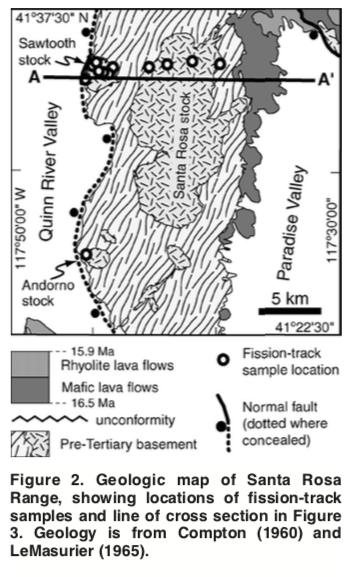 41°37'30" N
Sawtooth
stock
A
A'
Quinn River Valley
Santa Rosa stock
Paradise Valley
117°50'00" W
117°30'00"
Andorno
stock
5 km
41°22'30"
15.9 Ma
Rhyolite lava flows
Mafic lava flows
16.5 Ma
unconformity
Pre-Tertiary basement
Fission-track
sample location
Normal fault
(dotted where
concealed)
Figure 2. Geologic map of Santa Rosa
Range, showing locations of fission-track
samples and line of cross section in Figure
3. Geology is from Compton (1960) and
LeMasurier (1965).